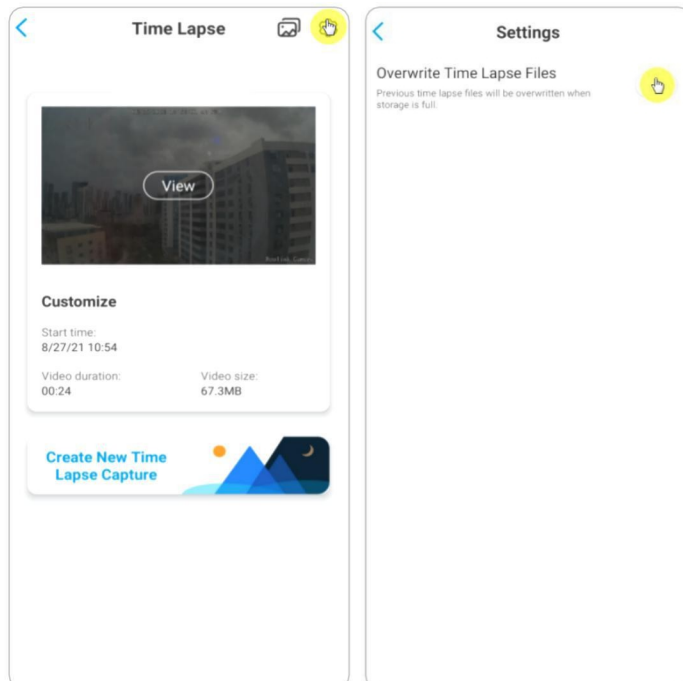 Time Lapse
View
Customize
Start time:
8/27/21 10:54
Video duration:
Video size:
00:24
67.3MB
Create New Time
Lapse Capture
Settings
Overwrite Time Lapse Files
Previous time lapse files will be overwritten when
storage is full.